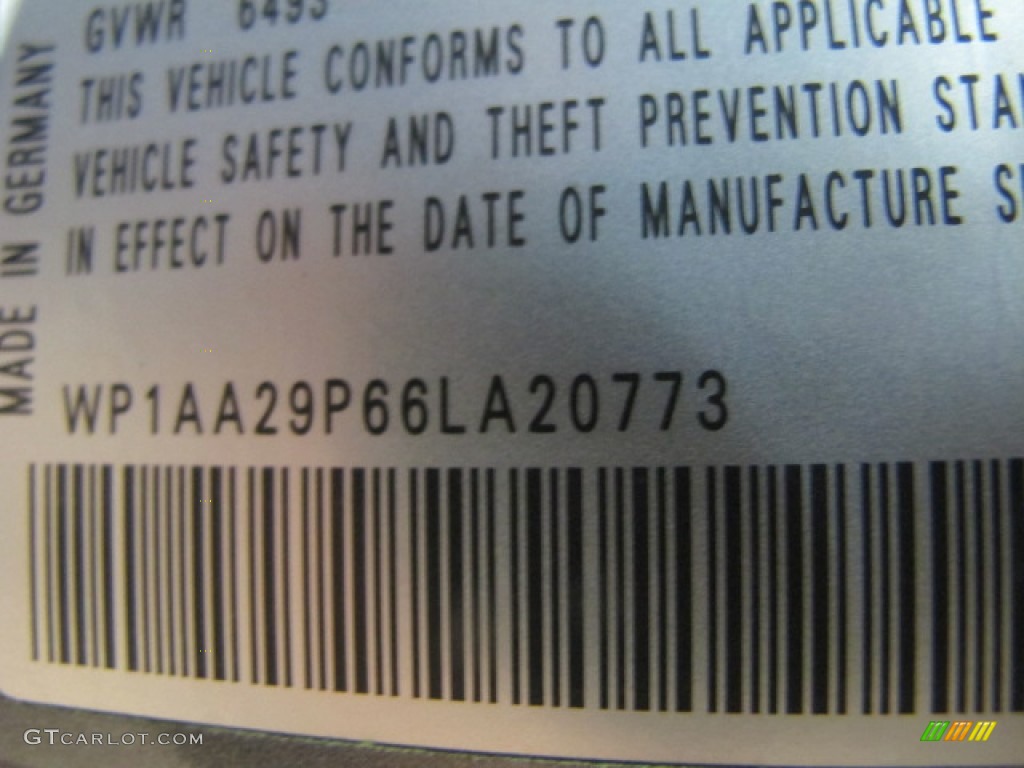 GVWR 6493
THIS VEHICLE CONFORMS TO ALL APPLICABLE
VEHICLE SAFETY AND THEFT PREVENTION STAN
IN EFFECT ON THE DATE OF MANUFACTURE S
MADE IN GERMANY
WP1AA29P66LA20773
GTCARLOT.COM